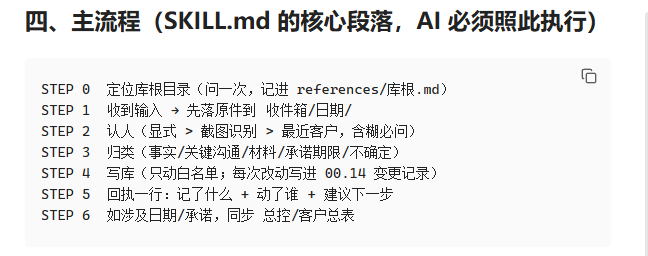 四、主流程（SKILL.md 的核心段落，AI 必须照此执行）
STEP 0  定位库根目录（问一次，记进 references/库根.md）
STEP 1  收到输入 → 先落原件到 收件箱/日期/
STEP 2  认人（显式 > 截图识别 > 最近客户，含糊必问）
STEP 3  归类（事实/关键沟通/材料/承诺期限/不确定）
STEP 4  写库（只动白名单；每次改动写进 00.14 变更记录）
STEP 5  回执一行：记了什么 + 动了谁 + 建议下一步
STEP 6  如涉及日期/承诺，同步 总控/客户总表